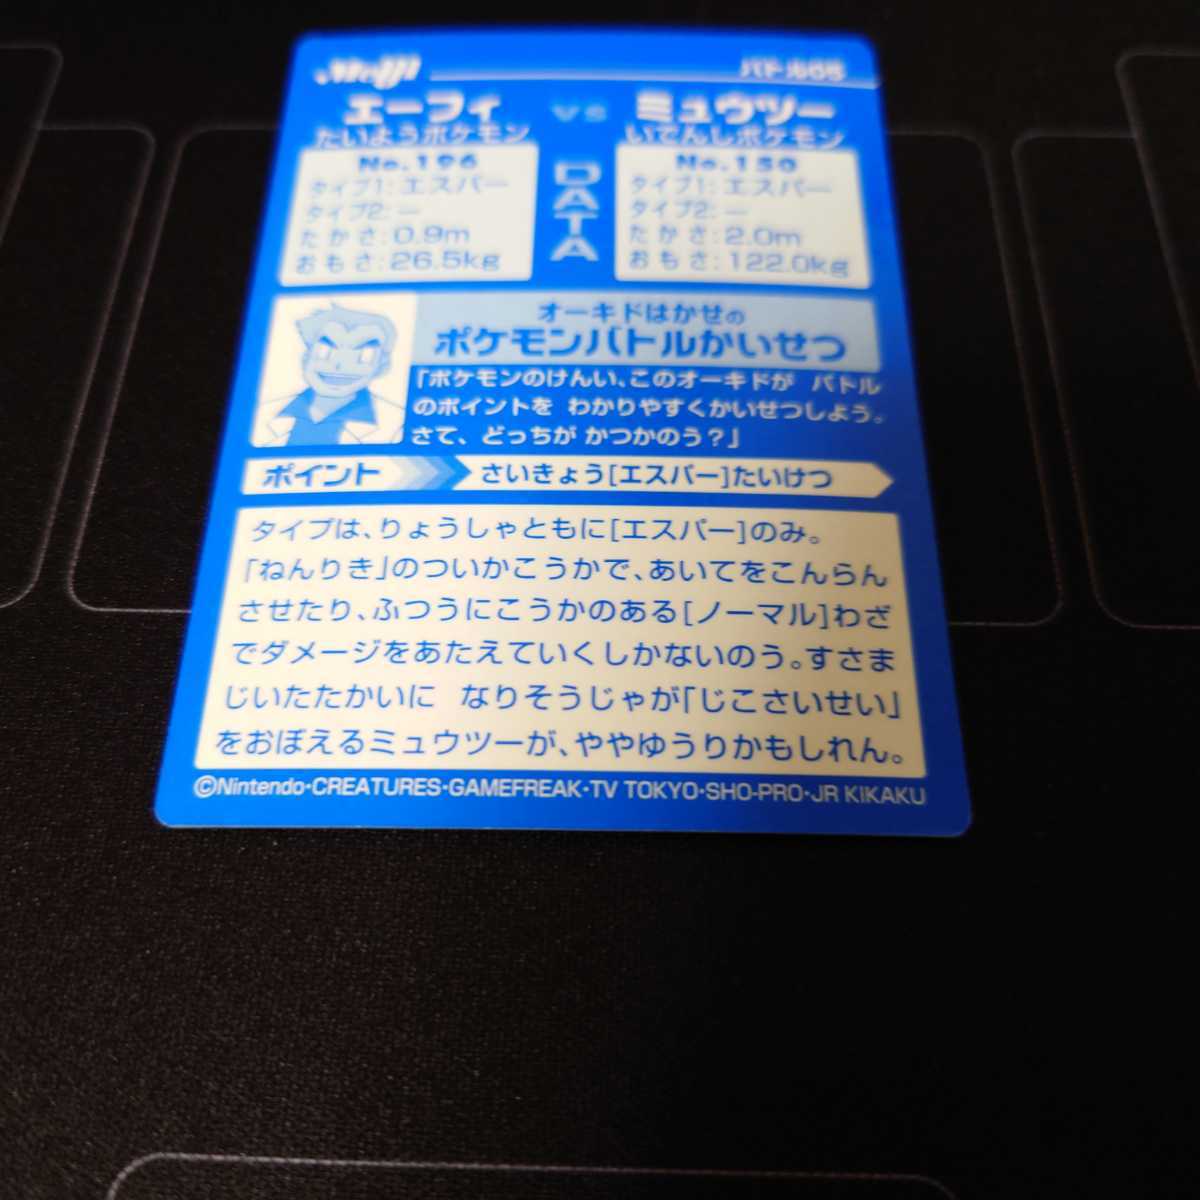 Meiji
バトル05
エーフィ VS ミュウツー
たいようポケモン いでんしポケモン
No.196
タイプ1:エスパー
タイプ2:ー
たかさ:0.9m
おもさ:26.5kg
DATA
No.150
タイプ1:エスパー
タイプ2:ー
たかさ:2.0m
おもさ:122.0kg
オーキドはかせの
ポケモンバトルかいせつ
「ポケモンのけんい、このオーキドが バトル
のポイントを わかりやすくかいせつしよう。
さて、どっちが かつかのう?」
ポイント さいきょう[エスパー]たいけつ
タイプは、りょうしゃともに[エスパー]のみ。
「ねんりき」のついかこうかで、あいてをこんらん
させたり、ふつうにこうかのある[ノーマル]わざ
でダメージをあたえていくしかないのう。すさま
じいたたかいに なりそうじゃが「じこさいせい」
をおぼえるミュウツーが、ややゆうりかもしれん。
©Nintendo・CREATURES・GAMEFREAK・TV TOKYO・SHO-PRO・JR KIKAKU